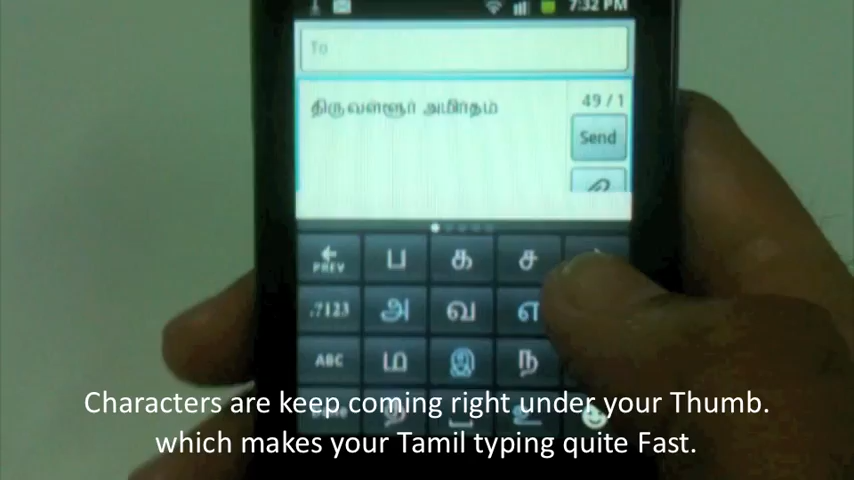 7:32 PM
To
திருவள்ளூர் அமிர்தம்
49 / 1
Send
PREV ப க ச
.?123 அ வ எ
ABC ம இ ந
Characters are keep coming right under your Thumb.
which makes your Tamil typing quite Fast.